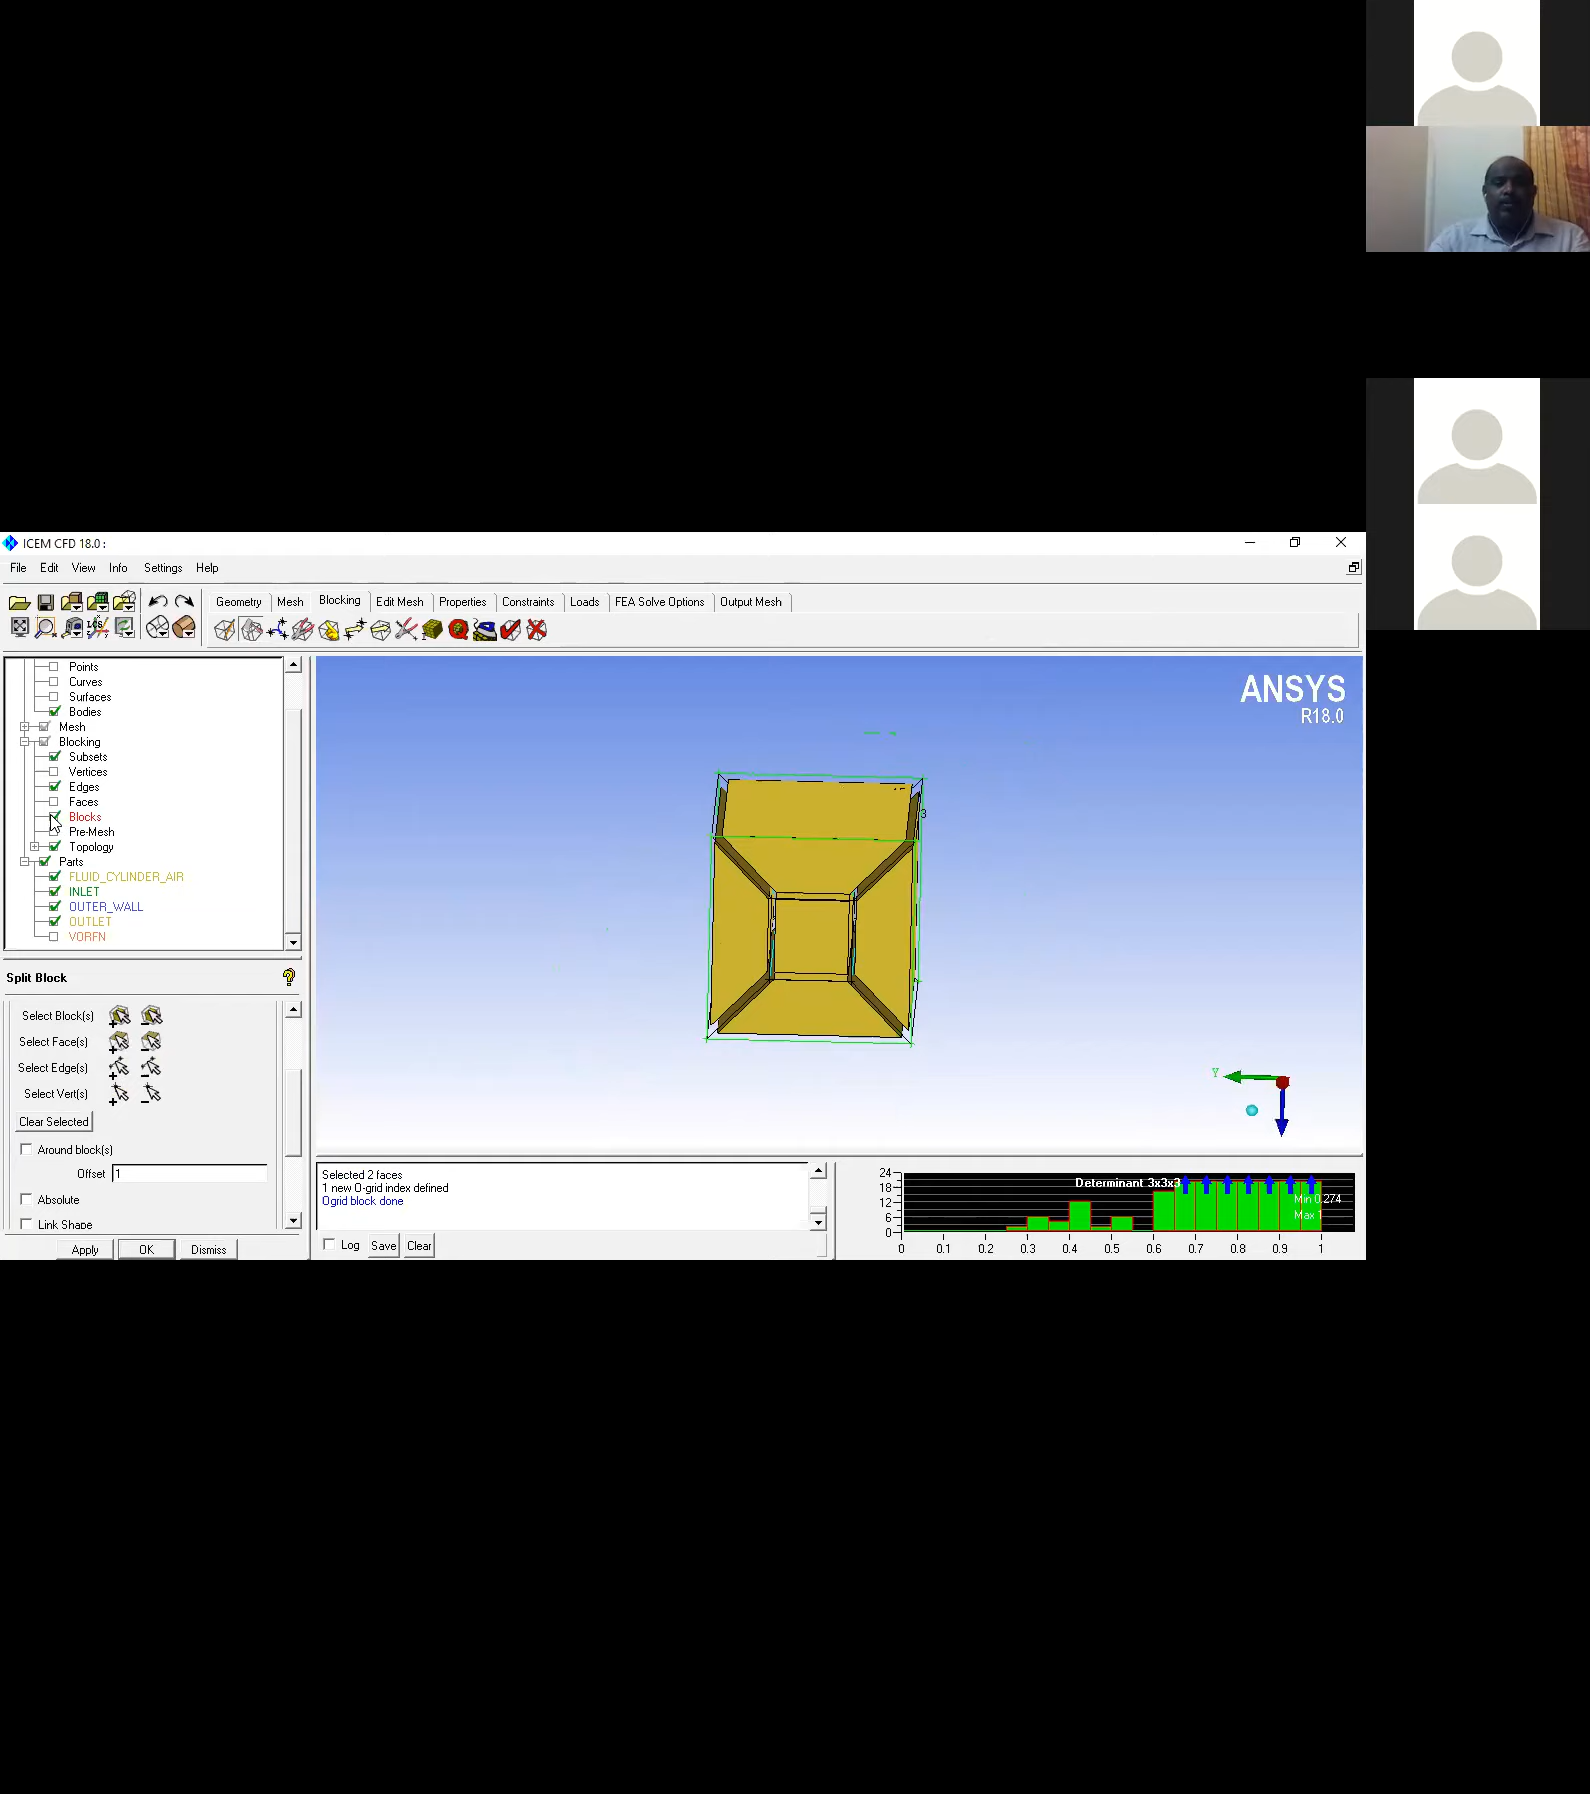 ICEM CFD 18.0 :
File Edit View Info Settings Help
Geometry Mesh Blocking Edit Mesh Properties Constraints Loads FEA Solve Options Output Mesh
LCS
Points
Curves
Surfaces
Bodies
Mesh
Blocking
Subsets
Vertices
Edges
Faces
Blocks
Pre-Mesh
Topology
Parts
FLUID_CYLINDER_AIR
INLET
OUTER_WALL
OUTLET
VORFN
Split Block
Select Block(s)
Select Face(s)
Select Edge(s)
Select Vert(s)
Clear Selected
Around block(s)
Offset 1
Absolute
Link Shape
Apply OK Dismiss
ANSYS
R18.0
3
Y
Selected 2 faces
1 new O-grid index defined
Ogrid block done
Log Save Clear
Determinant 3x3x3
Min 0.274
Max 1
24
18
12
6
0
0 0.1 0.2 0.3 0.4 0.5 0.6 0.7 0.8 0.9 1